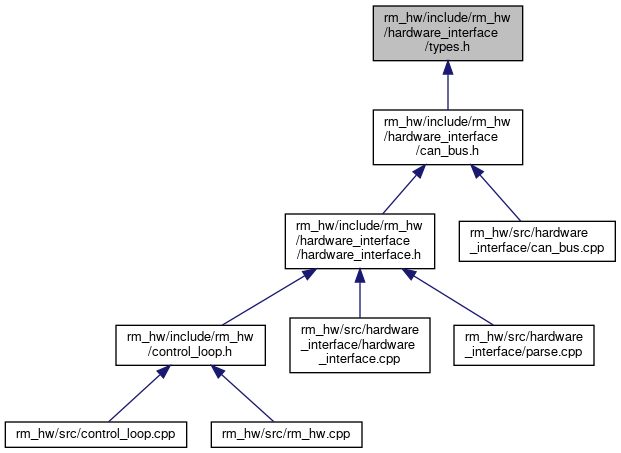 rm_hw/include/rm_hw
/hardware_interface
/types.h
rm_hw/include/rm_hw
/hardware_interface
/can_bus.h
rm_hw/include/rm_hw
/hardware_interface
/hardware_interface.h
rm_hw/src/hardware
_interface/can_bus.cpp
rm_hw/include/rm_hw
/control_loop.h
rm_hw/src/hardware
_interface/hardware
_interface.cpp
rm_hw/src/hardware
_interface/parse.cpp
rm_hw/src/control_loop.cpp
rm_hw/src/rm_hw.cpp